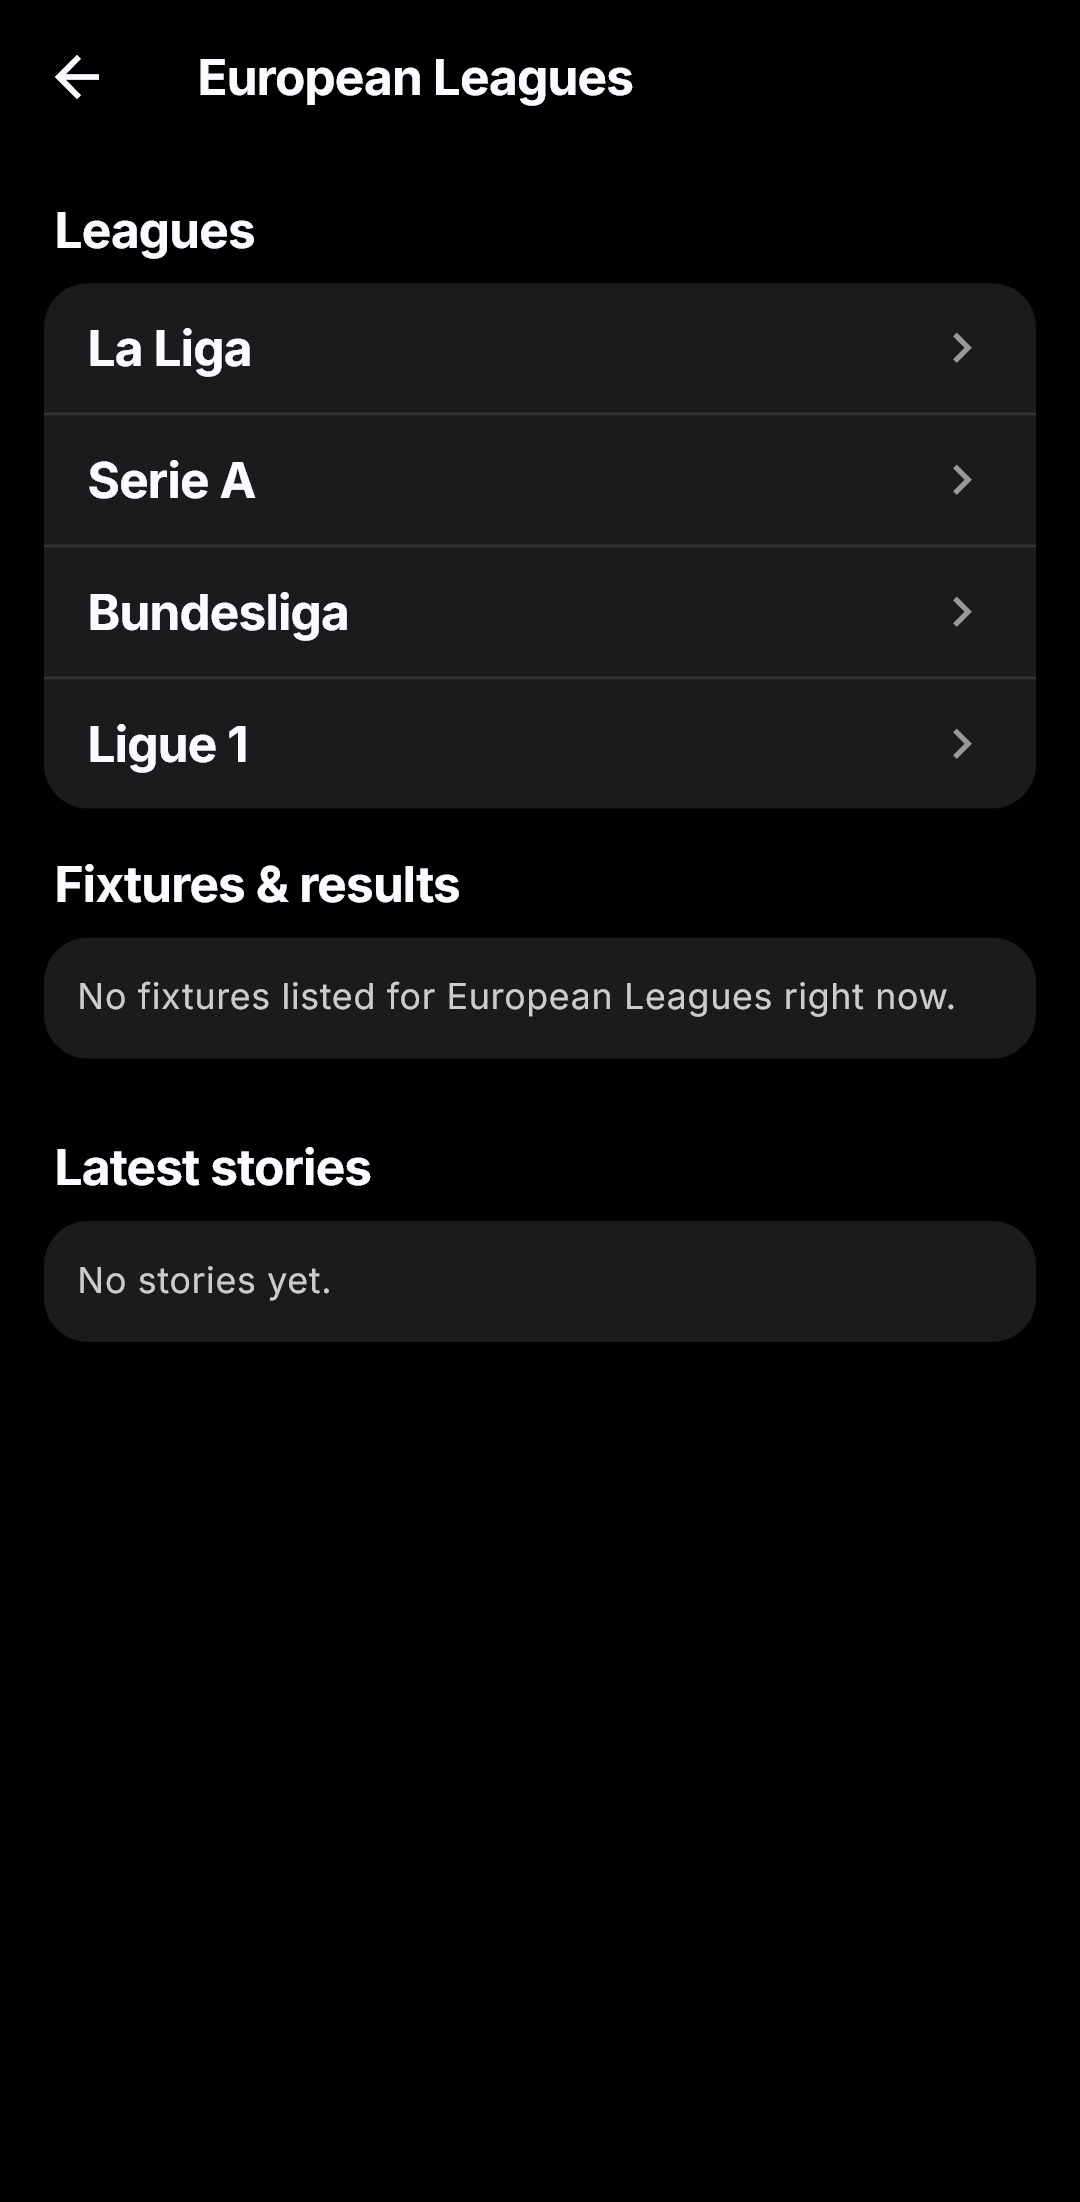 European Leagues
Leagues
La Liga
Serie A
Bundesliga
Ligue 1
Fixtures & results
No fixtures listed for European Leagues right now.
Latest stories
No stories yet.